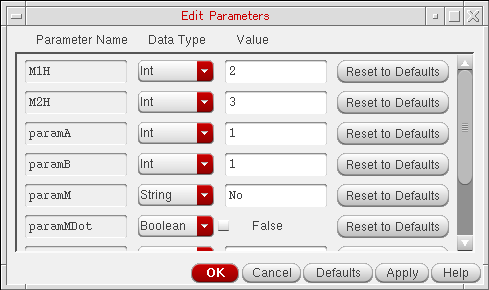 Edit Parameters
Parameter Name Data Type Value
M1H Int 2 Reset to Defaults
M2H Int 3 Reset to Defaults
paramA Int 1 Reset to Defaults
paramB Int 1 Reset to Defaults
paramM String No Reset to Defaults
paramMDot Boolean False Reset to Defaults
OK Cancel Defaults Apply Help